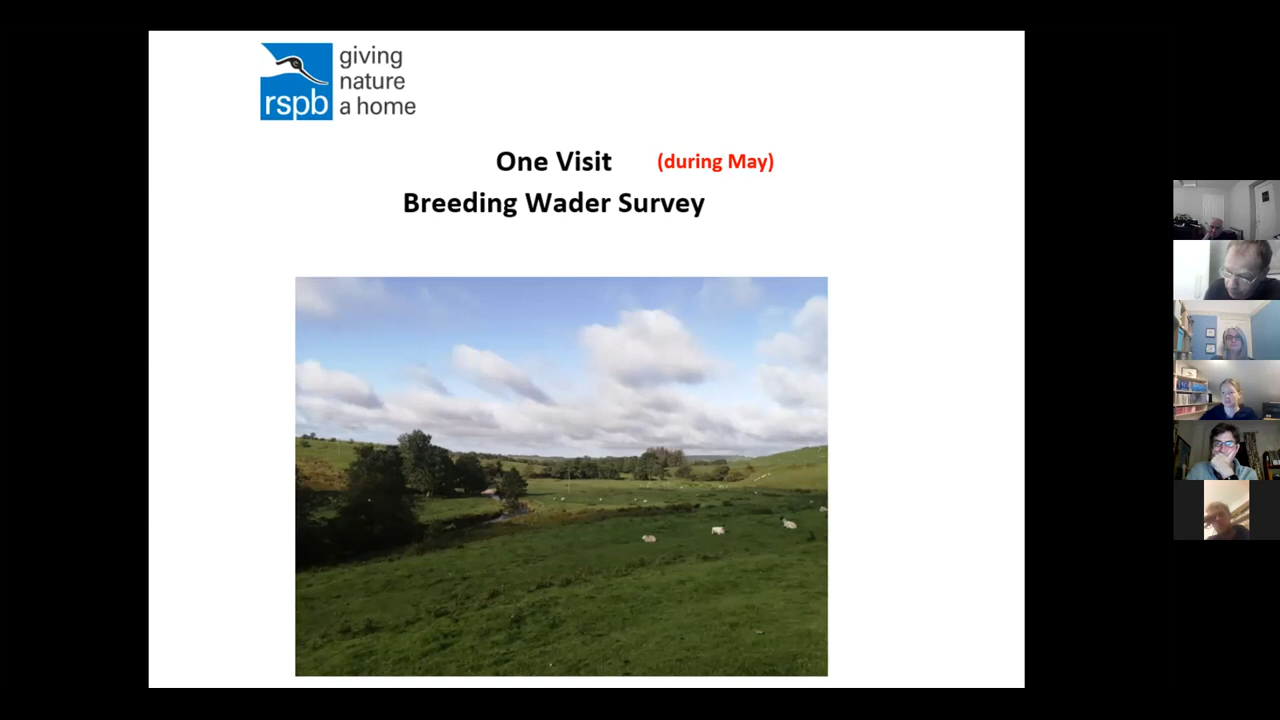 giving
nature
a home
rspb
One Visit (during May)
Breeding Wader Survey